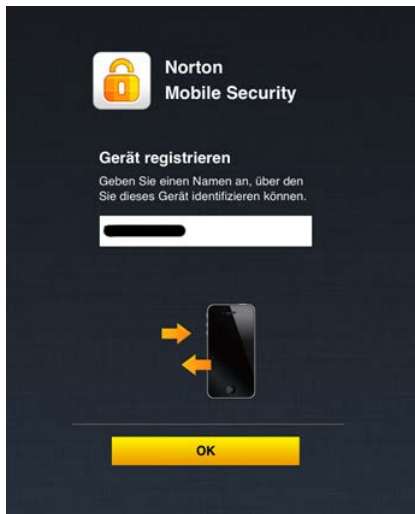 Norton
Mobile Security
Gerät registrieren
Geben Sie einen Namen an, über den
Sie dieses Gerät identifizieren können.
OK